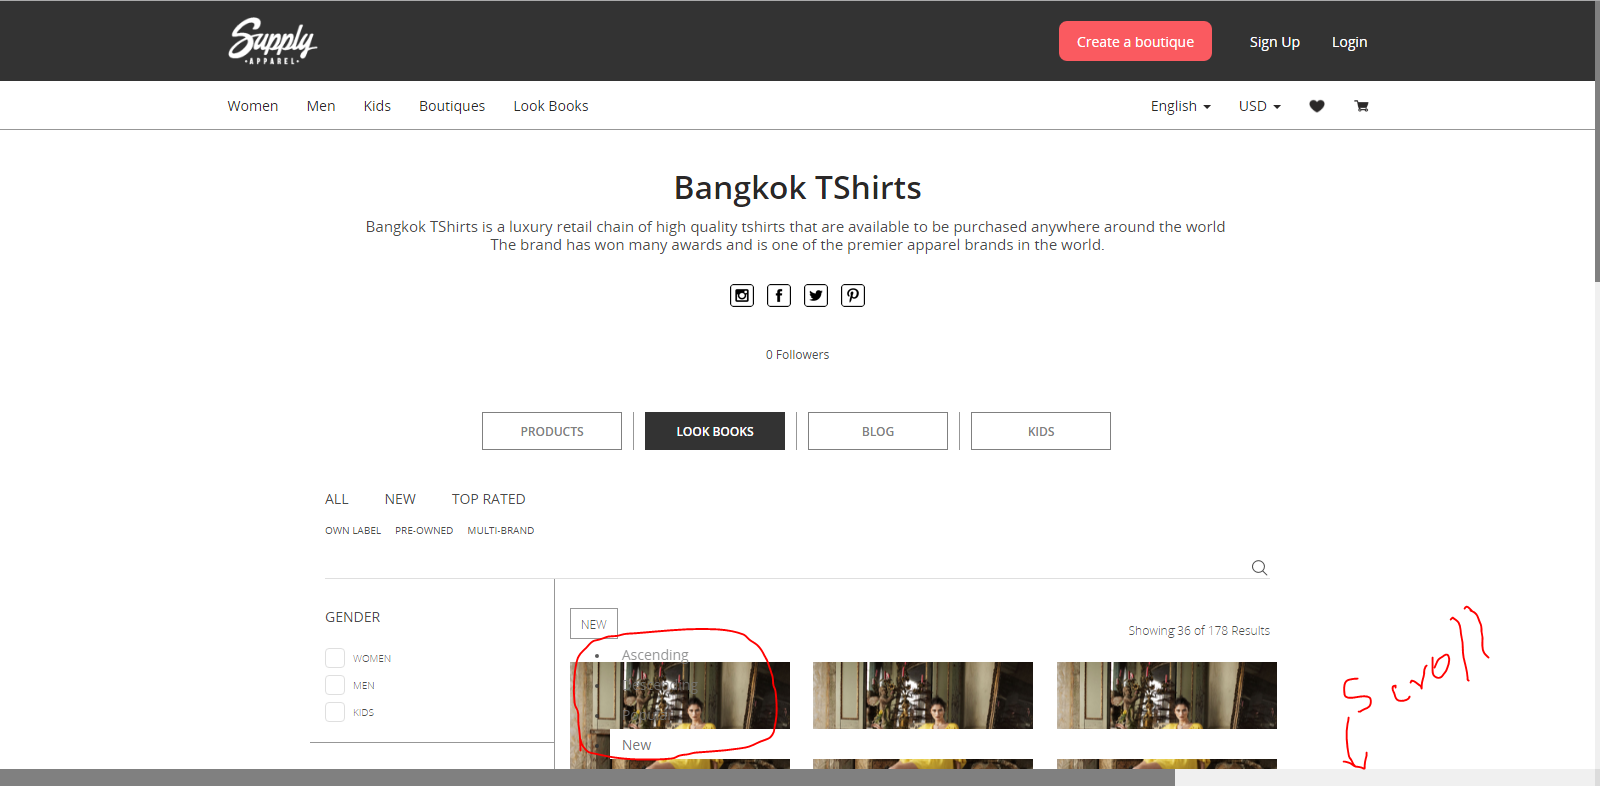 Supply
·APPAREL·
Create a boutique Sign Up Login
Women Men Kids Boutiques Look Books English USD
Bangkok TShirts
Bangkok TShirts is a luxury retail chain of high quality tshirts that are available to be purchased anywhere around the world
The brand has won many awards and is one of the premier apparel brands in the world.
0 Followers
PRODUCTS LOOK BOOKS BLOG KIDS
ALL NEW TOP RATED
OWN LABEL PRE-OWNED MULTI-BRAND
GENDER
WOMEN
MEN
KIDS
NEW
Showing 36 of 178 Results
Ascending
New
Scroll